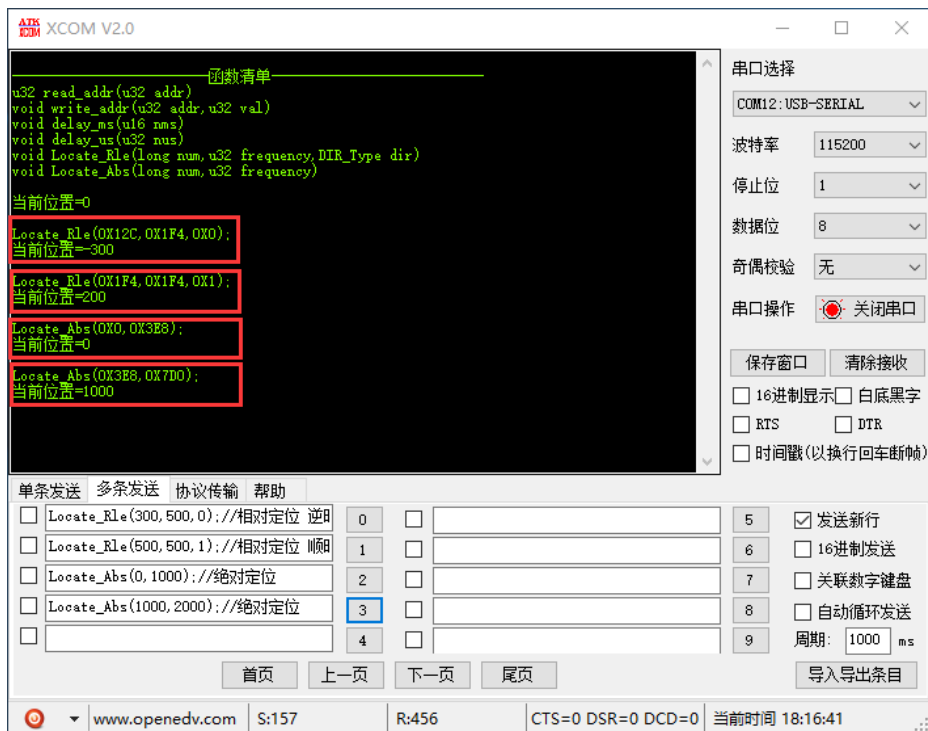 ATK XCOM XCOM V2.0
函数清单
u32 read_addr(u32 addr)
void write_addr(u32 addr,u32 val)
void delay_ms(u16 nms)
void delay_us(u32 nus)
void Locate_Rle(long num,u32 frequency,DIR_Type dir)
void Locate_Abs(long num,u32 frequency)
当前位置=0
Locate_Rle(0X12C,0X1F4,0X0);
当前位置=-300
Locate_Rle(0X1F4,0X1F4,0X1);
当前位置=200
Locate_Abs(0X0,0X3E8);
当前位置=0
Locate_Abs(0X3E8,0X7D0);
当前位置=1000
串口选择
COM12:USB-SERIAL
波特率 115200
停止位 1
数据位 8
奇偶校验 无
串口操作 关闭串口
保存窗口 清除接收
16进制显示 白底黑字
RTS DTR
时间戳(以换行回车断帧)
单条发送 多条发送 协议传输 帮助
Locate_Rle(300,500,0);//相对定位 逆时 0 5 发送新行
Locate_Rle(500,500,1);//相对定位 顺时 1 6 16进制发送
Locate_Abs(0,1000);//绝对定位 2 7 关联数字键盘
Locate_Abs(1000,2000);//绝对定位 3 8 自动循环发送
4 9 周期: 1000 ms
首页 上一页 下一页 尾页 导入导出条目
www.openedv.com S:157 R:456 CTS=0 DSR=0 DCD=0 当前时间 18:16:41